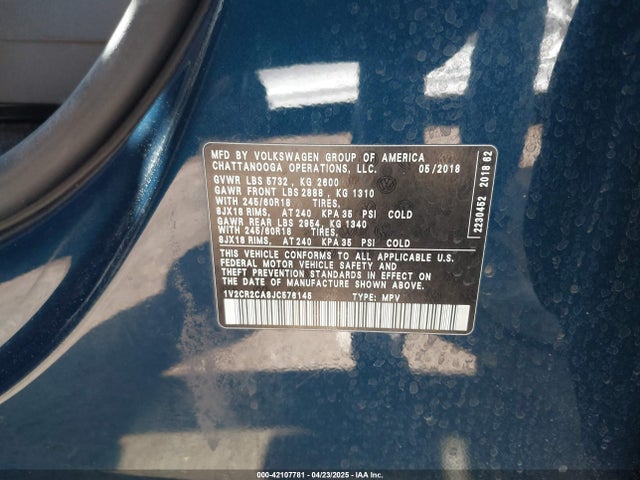 MFD BY VOLKSWAGEN GROUP OF AMERICA
CHATTANOOGA OPERATIONS, LLC. 05/2018
GVWR LBS 5732 , KG 2600
GAWR FRONT LBS 2888 , KG 1310
WITH 245/60R18 TIRES,
8JX18 RIMS, AT 240 KPA 35 PSI COLD
GAWR REAR LBS 2954, KG 1340
WITH 245/60R18 TIRES,
8JX18 RIMS, AT 240 KPA 35 PSI COLD
THIS VEHICLE CONFORMS TO ALL APPLICABLE U.S.
FEDERAL MOTOR VEHICLE SAFETY AND
THEFT PREVENTION STANDARDS IN EFFECT ON
THE DATE OF MANUFACTURE SHOWN ABOVE.
1V2CR2CA8JC576145 TYPE: MPV
2230452 2018 62
000-42107781 - 04/23/2025 - IAA Inc.